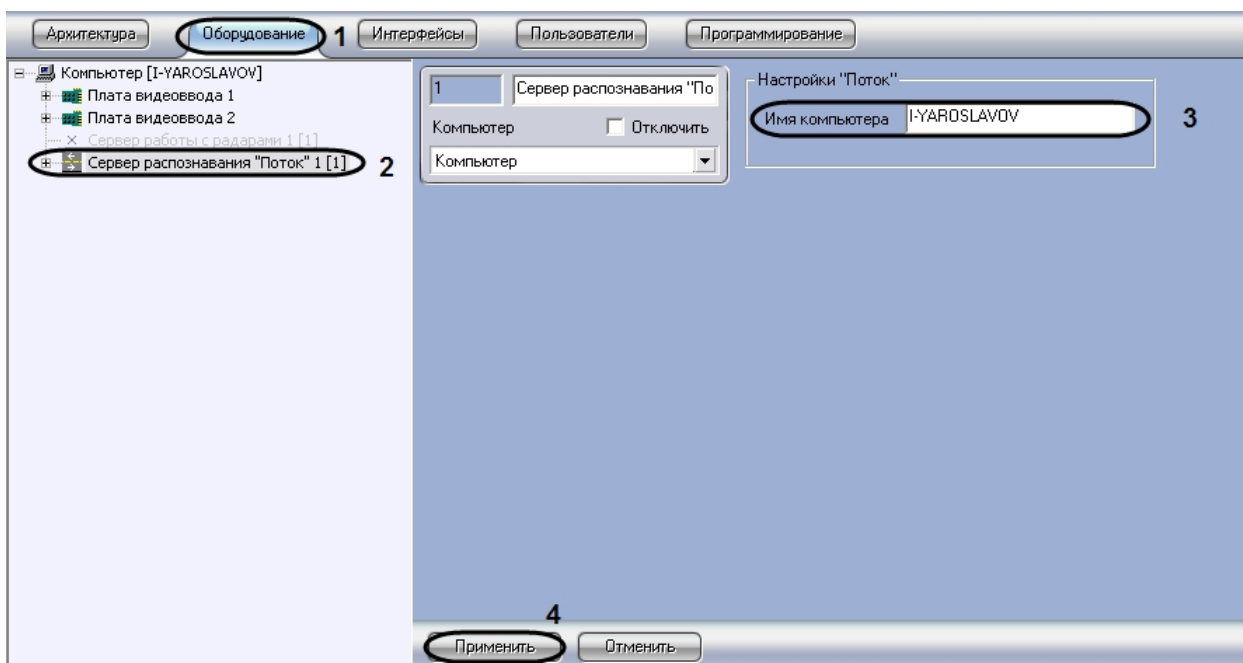 Архитектура
Оборудование
1
Интерфейсы
Пользователи
Программирование
Компьютер [I-YAROSLAVOV]
Плата видеоввода 1
Плата видеоввода 2
Сервер работы с радарами 1 [1]
Сервер распознавания "Поток" 1 [1]
2
1
Сервер распознавания "По
Компьютер
Отключить
Компьютер
Настройки "Поток"
Имя компьютера
I-YAROSLAVOV
3
4
Применить
Отменить